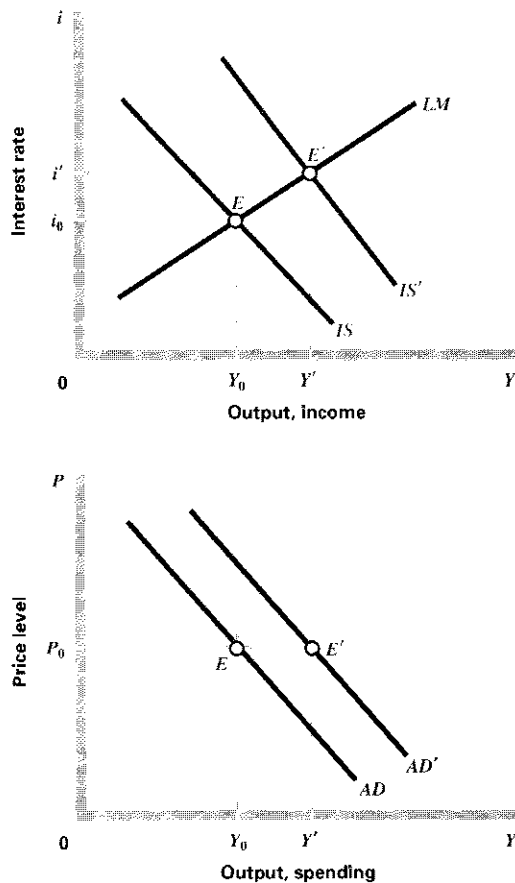 i
LM
E'
i'
E
i₀
Interest rate
IS'
IS
0
Y₀
Y'
Y
Output, income
P
P₀
E
E'
Price level
AD'
AD
0
Y₀
Y'
Y
Output, spending